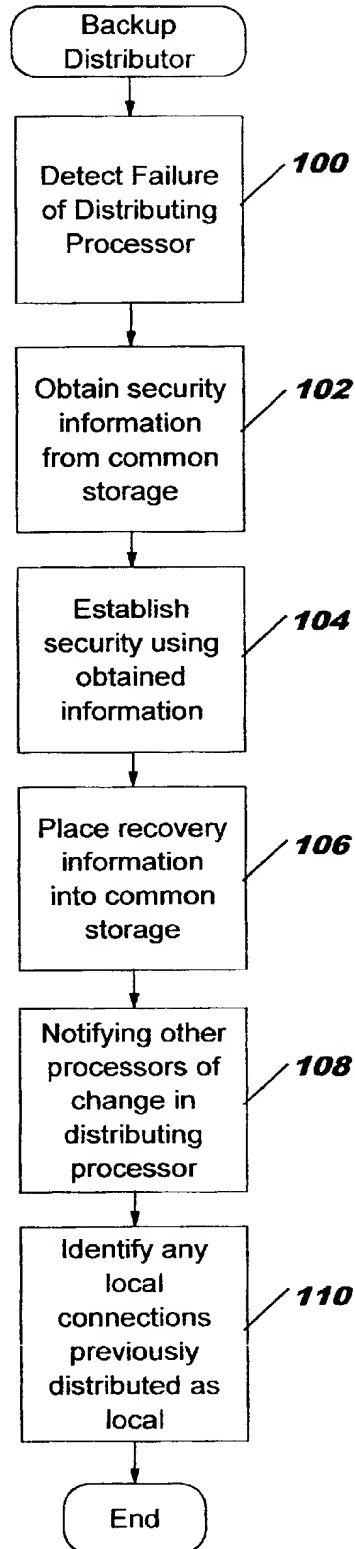 Backup
Distributor
Detect Failure
of Distributing
Processor
100
Obtain security
information
from common
storage
102
Establish
security using
obtained
information
104
Place recovery
information
into common
storage
106
Notifying other
processors of
change in
distributing
processor
108
Identify any
local
connections
previously
distributed as
local
110
End